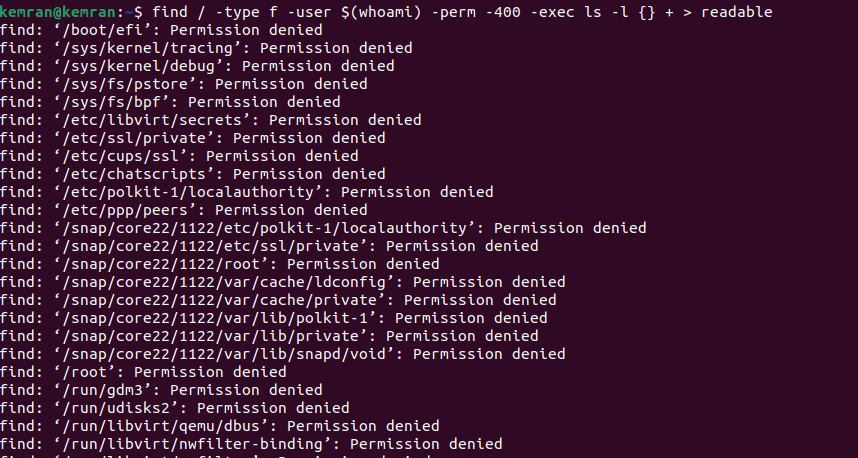 kemran@kemran:~$ find / -type f -user $(whoami) -perm -400 -exec ls -l {} + > readable
find: ‘/boot/efi’: Permission denied
find: ‘/sys/kernel/tracing’: Permission denied
find: ‘/sys/kernel/debug’: Permission denied
find: ‘/sys/fs/pstore’: Permission denied
find: ‘/sys/fs/bpf’: Permission denied
find: ‘/etc/libvirt/secrets’: Permission denied
find: ‘/etc/ssl/private’: Permission denied
find: ‘/etc/cups/ssl’: Permission denied
find: ‘/etc/chatscripts’: Permission denied
find: ‘/etc/polkit-1/localauthority’: Permission denied
find: ‘/etc/ppp/peers’: Permission denied
find: ‘/snap/core22/1122/etc/polkit-1/localauthority’: Permission denied
find: ‘/snap/core22/1122/etc/ssl/private’: Permission denied
find: ‘/snap/core22/1122/root’: Permission denied
find: ‘/snap/core22/1122/var/cache/ldconfig’: Permission denied
find: ‘/snap/core22/1122/var/cache/private’: Permission denied
find: ‘/snap/core22/1122/var/lib/polkit-1’: Permission denied
find: ‘/snap/core22/1122/var/lib/private’: Permission denied
find: ‘/snap/core22/1122/var/lib/snapd/void’: Permission denied
find: ‘/root’: Permission denied
find: ‘/run/gdm3’: Permission denied
find: ‘/run/udisks2’: Permission denied
find: ‘/run/libvirt/qemu/dbus’: Permission denied
find: ‘/run/libvirt/nwfilter-binding’: Permission denied